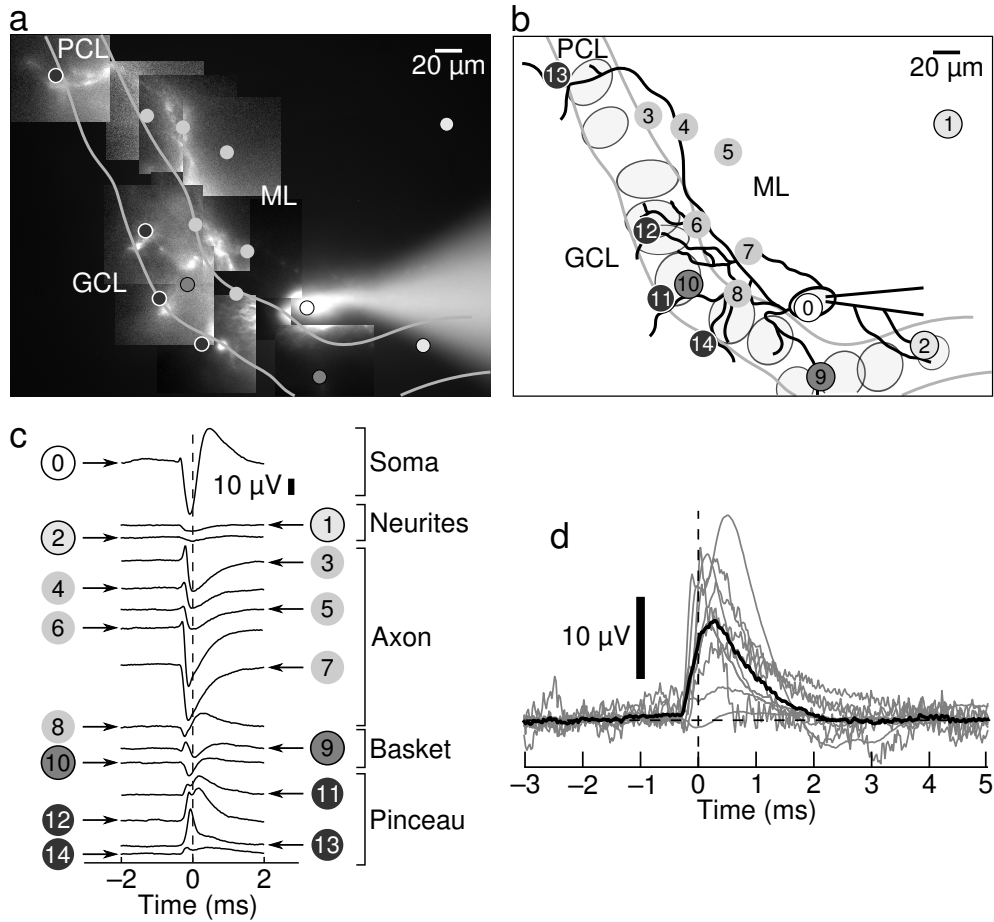 a
PCL
20 µm
ML
GCL
b
PCL
20 µm
13
3
4
1
5
ML
6
12
7
GCL
10
11
8
0
14
2
9
c
0
10 µV
Soma
1
Neurites
2
3
4
5
6
Axon
7
8
9
Basket
10
11
12
Pinceau
13
14
−2 0 2
Time (ms)
d
10 µV
−3 −2 −1 0 1 2 3 4 5
Time (ms)